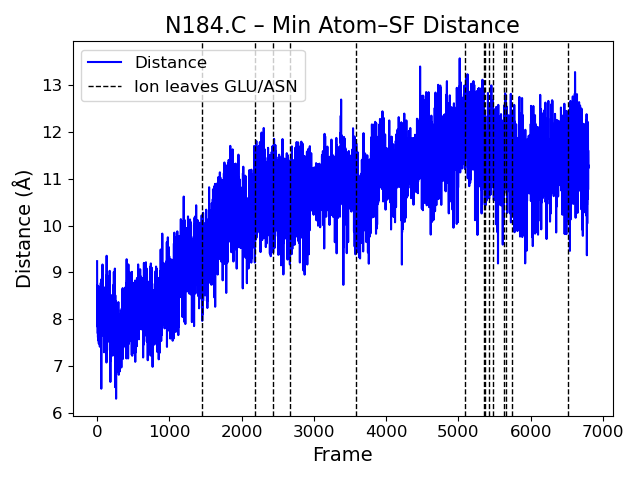 N184.C – Min Atom–SF Distance
Distance
Ion leaves GLU/ASN
Distance (Å)
13
12
11
10
9
8
7
6
0 1000 2000 3000 4000 5000 6000 7000
Frame